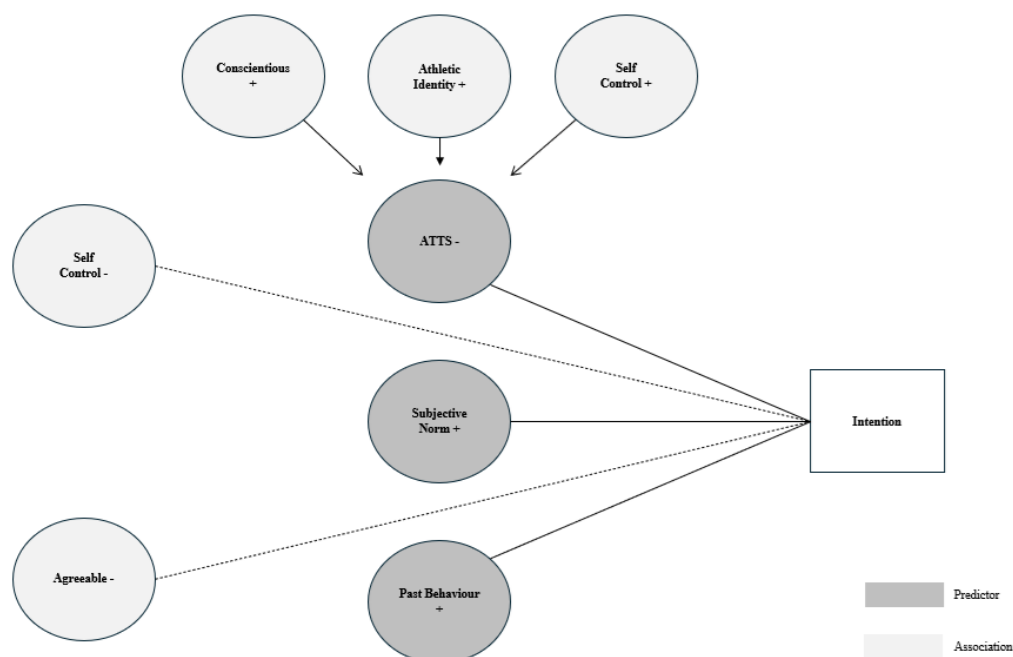 Conscientious
+
Athletic
Identity +
Self
Control +
ATTS -
Self
Control -
Subjective
Norm +
Intention
Agreeable -
Past Behaviour
+
Predictor
Association